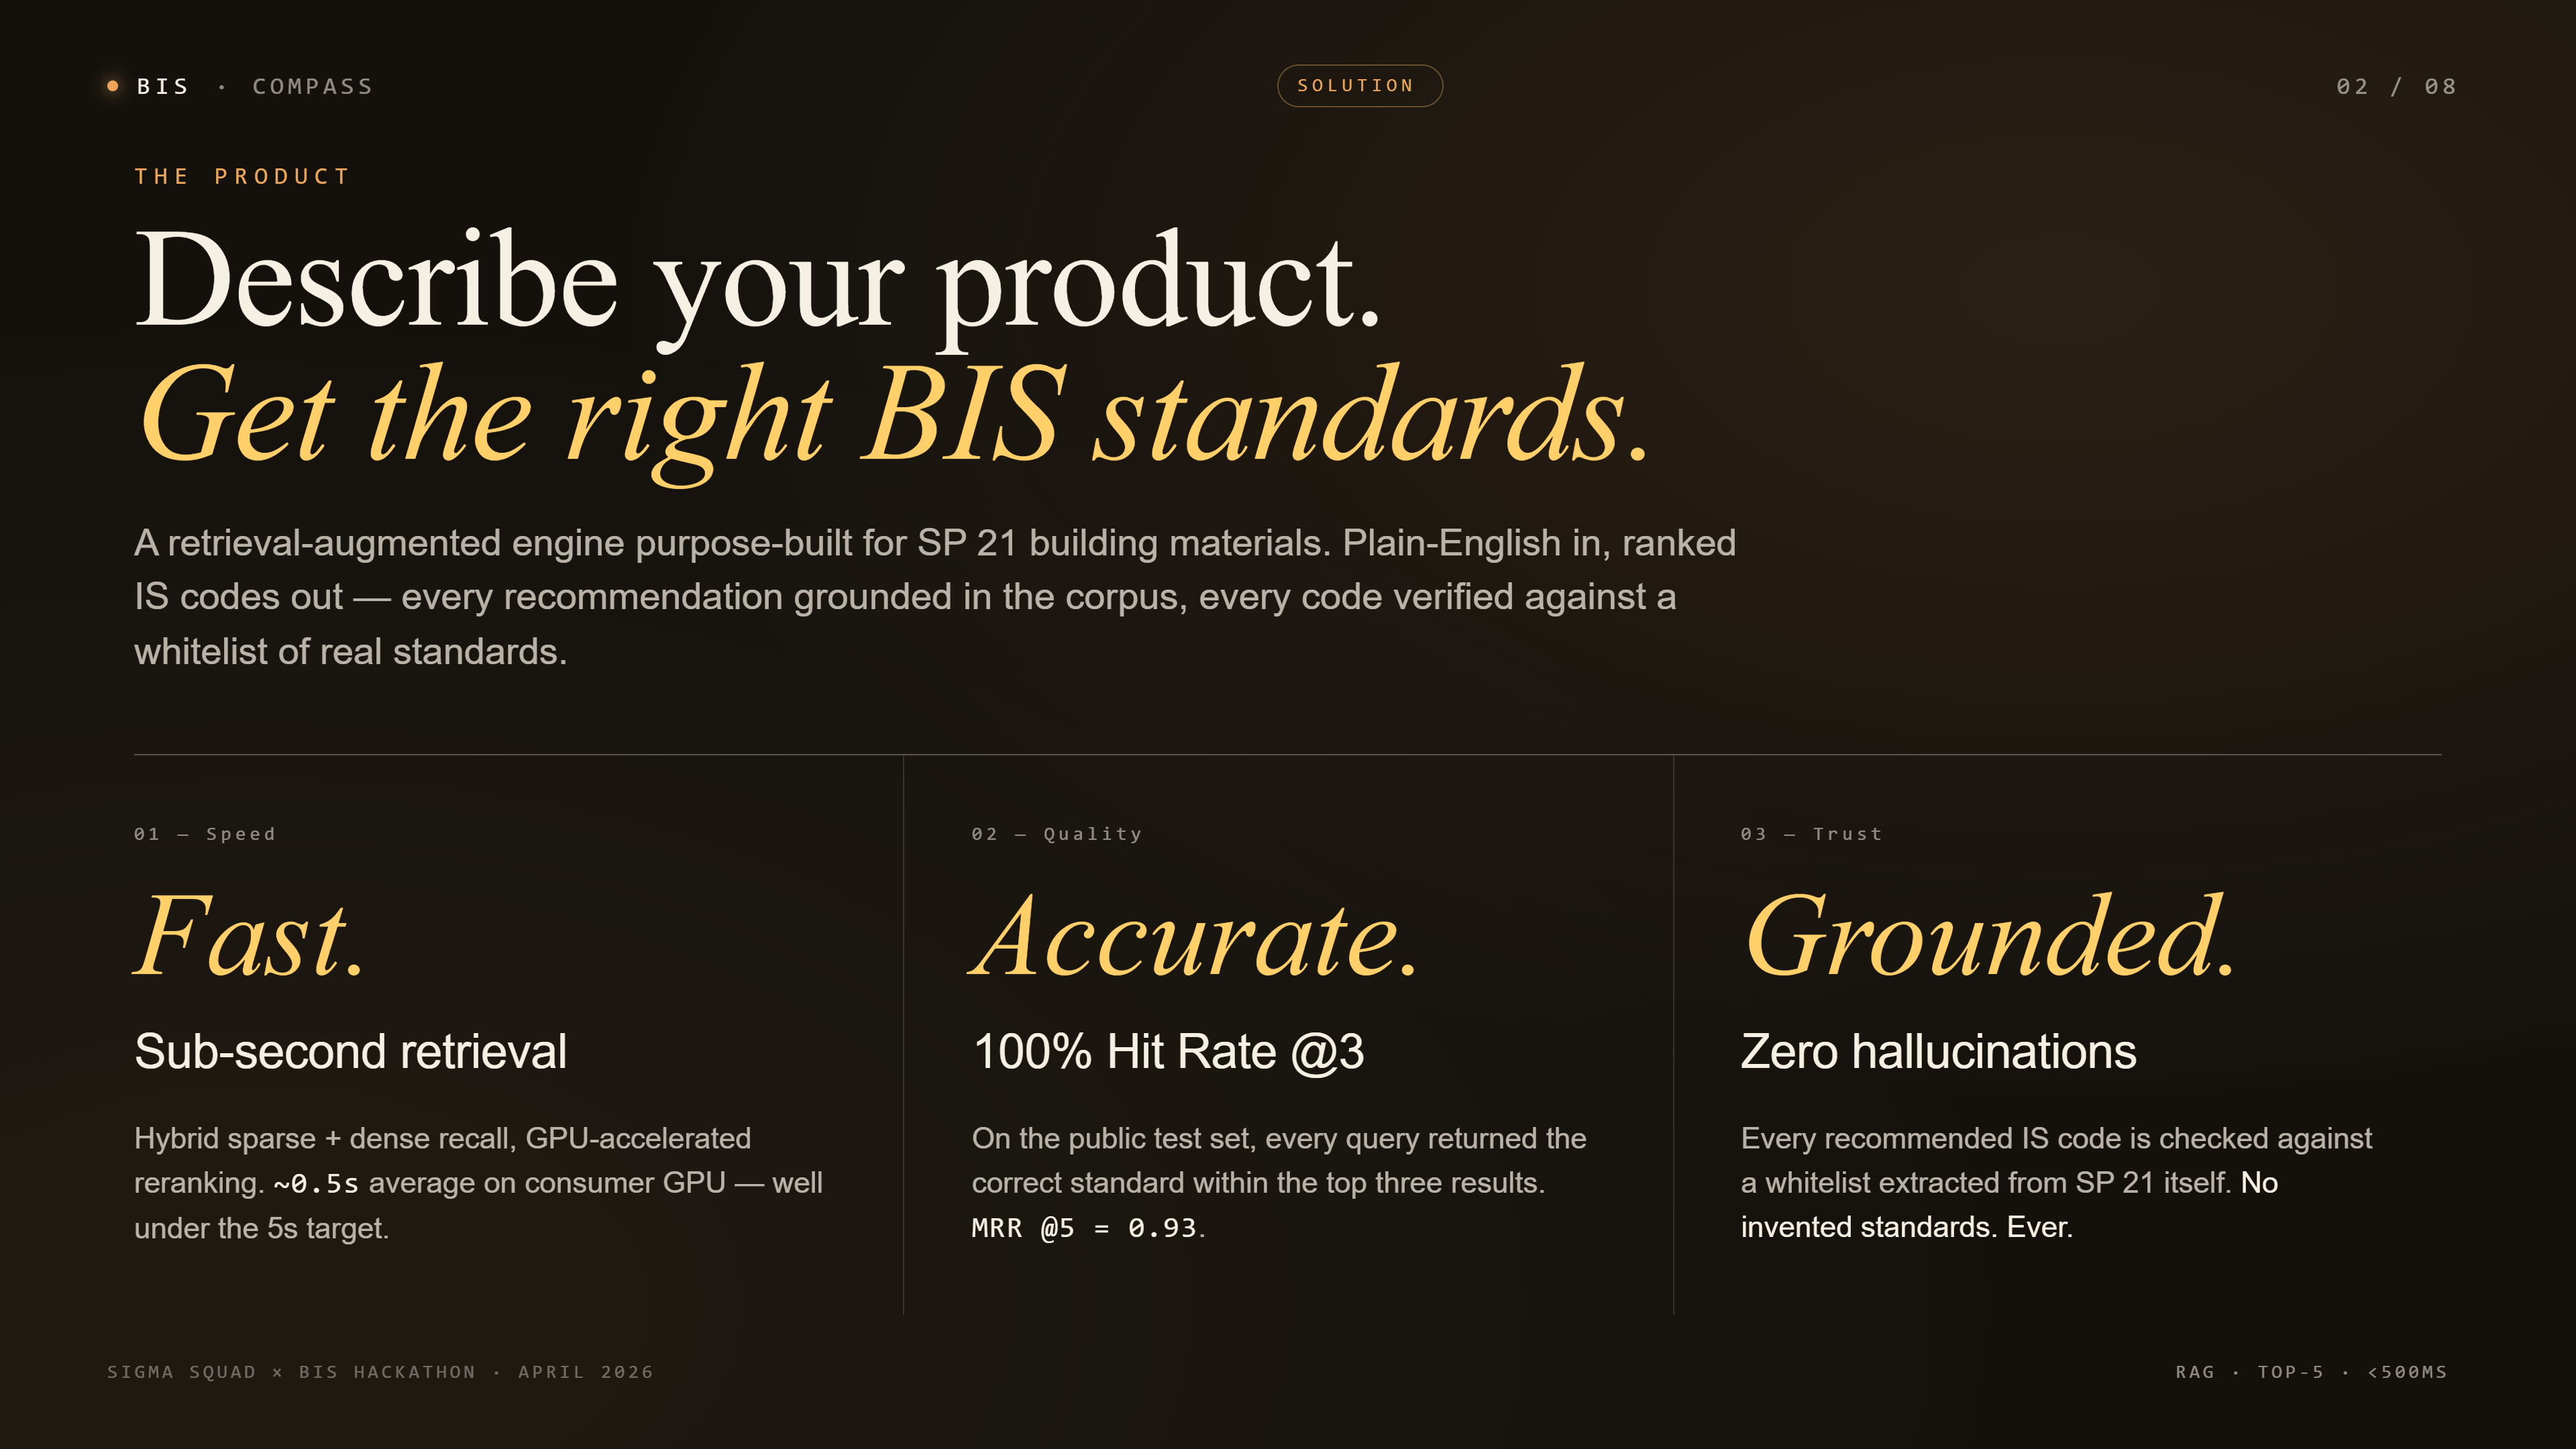 BIS · COMPASS
SOLUTION
02 / 08
THE PRODUCT
Describe your product.
Get the right BIS standards.
A retrieval-augmented engine purpose-built for SP 21 building materials. Plain-English in, ranked
IS codes out — every recommendation grounded in the corpus, every code verified against a
whitelist of real standards.
01 — Speed
Fast.
Sub-second retrieval
Hybrid sparse + dense recall, GPU-accelerated
reranking. ~0.5s average on consumer GPU — well
under the 5s target.
02 — Quality
Accurate.
100% Hit Rate @3
On the public test set, every query returned the
correct standard within the top three results.
MRR @5 = 0.93.
03 — Trust
Grounded.
Zero hallucinations
Every recommended IS code is checked against
a whitelist extracted from SP 21 itself. No
invented standards. Ever.
SIGMA SQUAD × BIS HACKATHON · APRIL 2026
RAG · TOP-5 · <500MS